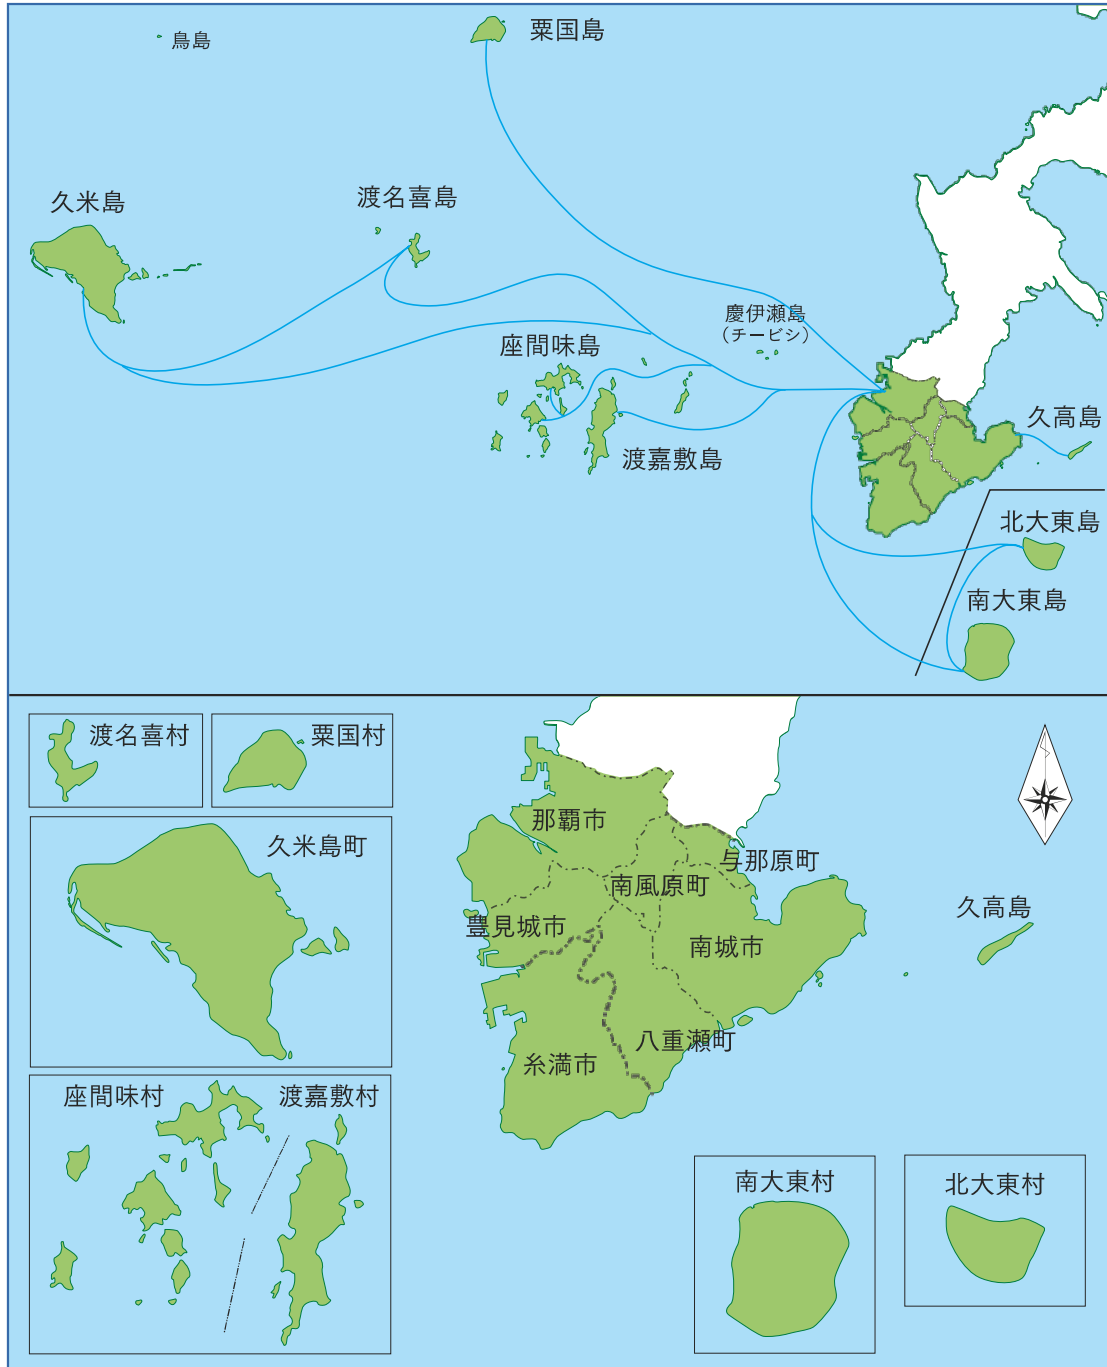 鳥島
粟国島
久米島
渡名喜島
慶伊瀬島
（チービシ）
座間味島
渡嘉敷島
久高島
北大東島
南大東島
渡名喜村
粟国村
久米島町
那覇市
与那原町
南風原町
豊見城市
南城市
久高島
八重瀬町
糸満市
座間味村
渡嘉敷村
南大東村
北大東村